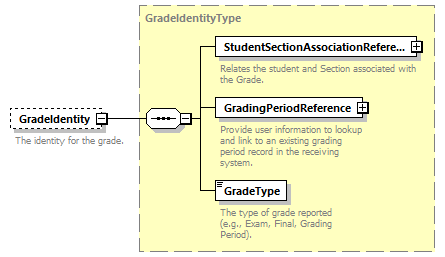 GradeIdentityType
StudentSectionAssociationRefere...
Relates the student and Section associated with
the Grade.
GradeIdentity
The identity for the grade.
GradingPeriodReference
Provide user information to lookup
and link to an existing grading
period record in the receiving
system.
GradeType
The type of grade reported
(e.g., Exam, Final, Grading
Period).